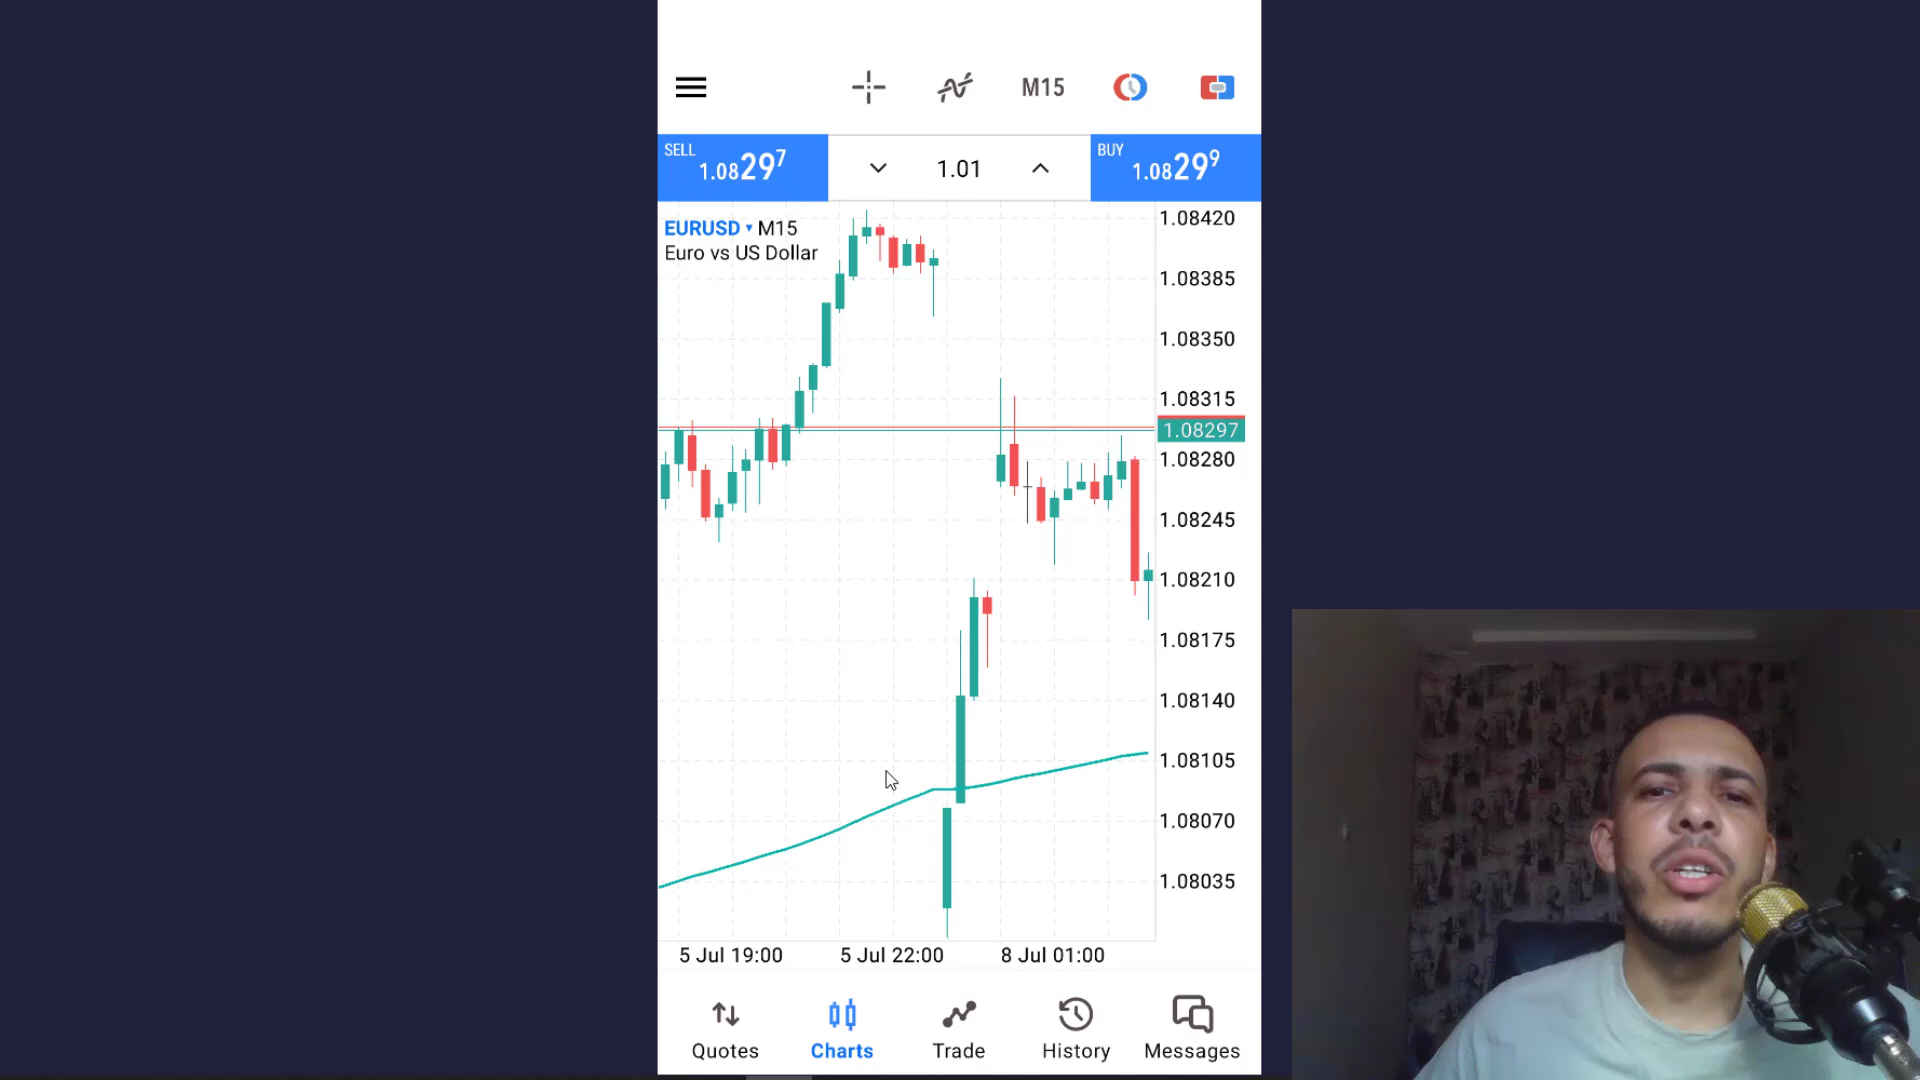 M15
SELL 1.08297
1.01
BUY 1.08299
EURUSD ▾ M15
Euro vs US Dollar
1.08420
1.08385
1.08350
1.08315
1.08297
1.08280
1.08245
1.08210
1.08175
1.08140
1.08105
1.08070
1.08035
5 Jul 19:00 5 Jul 22:00 8 Jul 01:00
Quotes Charts Trade History Messages